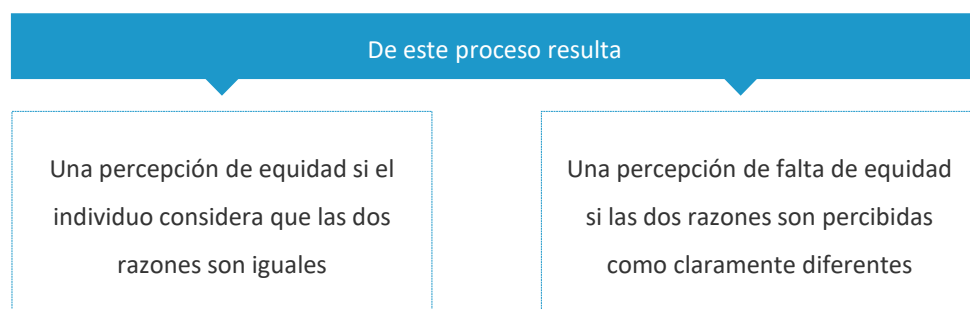 De este proceso resulta
Una percepción de equidad si el
individuo considera que las dos
razones son iguales
Una percepción de falta de equidad
si las dos razones son percibidas
como claramente diferentes